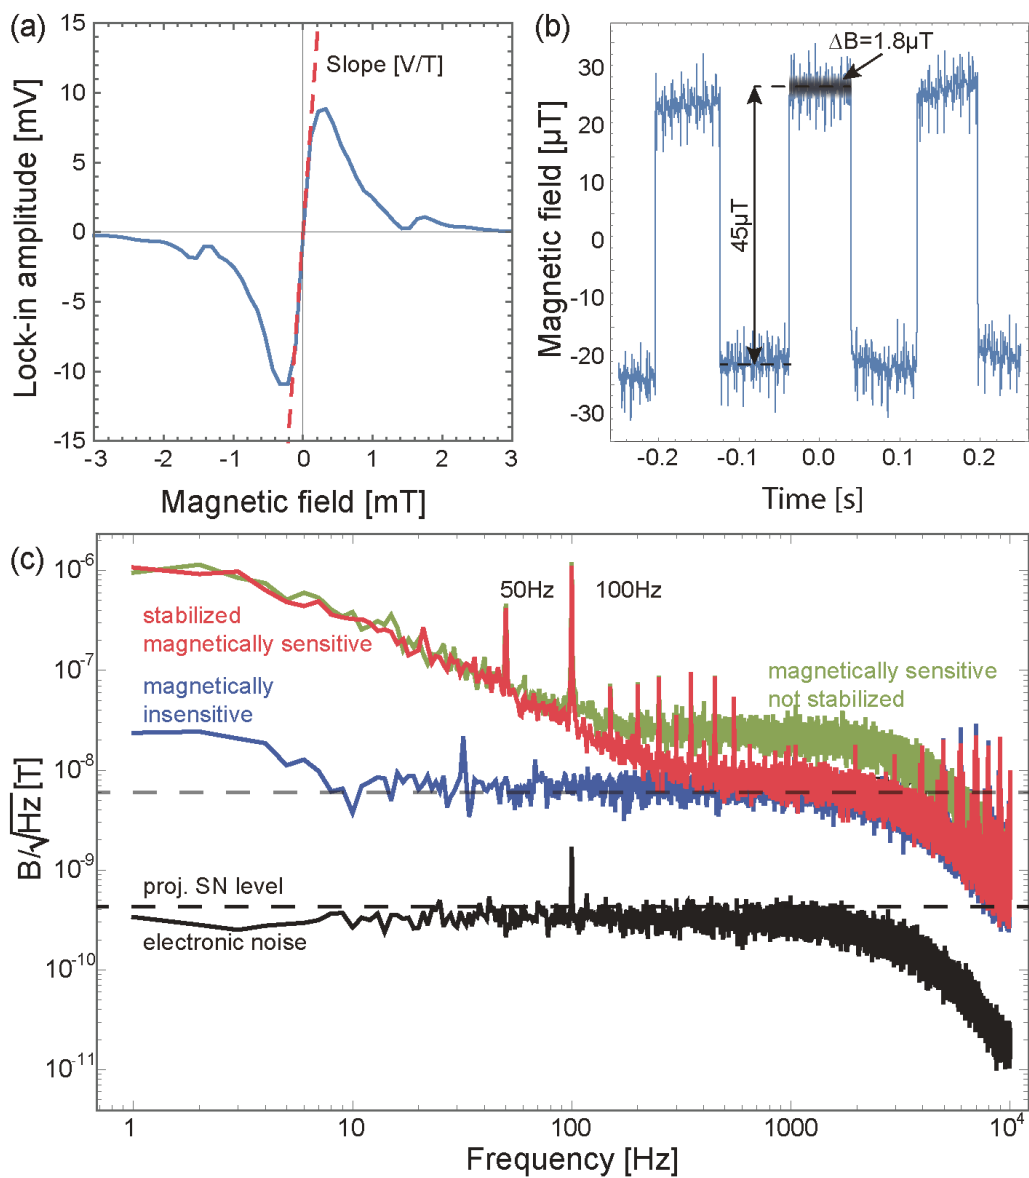 (a)
15
10
5
0
-5
-10
-15
-3
-2
-1
0
1
2
3
Slope [V/T]
Lock-in amplitude [mV]
Magnetic field [mT]
(b)
30
20
10
0
-10
-20
-30
-0.2
-0.1
0.0
0.1
0.2
ΔB=1.8μT
45μT
Magnetic field [μT]
Time [s]
(c)
10-6
10-7
10-8
10-9
10-10
10-11
1
10
100
1000
10⁴
50Hz
100Hz
stabilized
magnetically sensitive
magnetically
insensitive
magnetically sensitive
not stabilized
proj. SN level
electronic noise
B/√Hz [T]
Frequency [Hz]